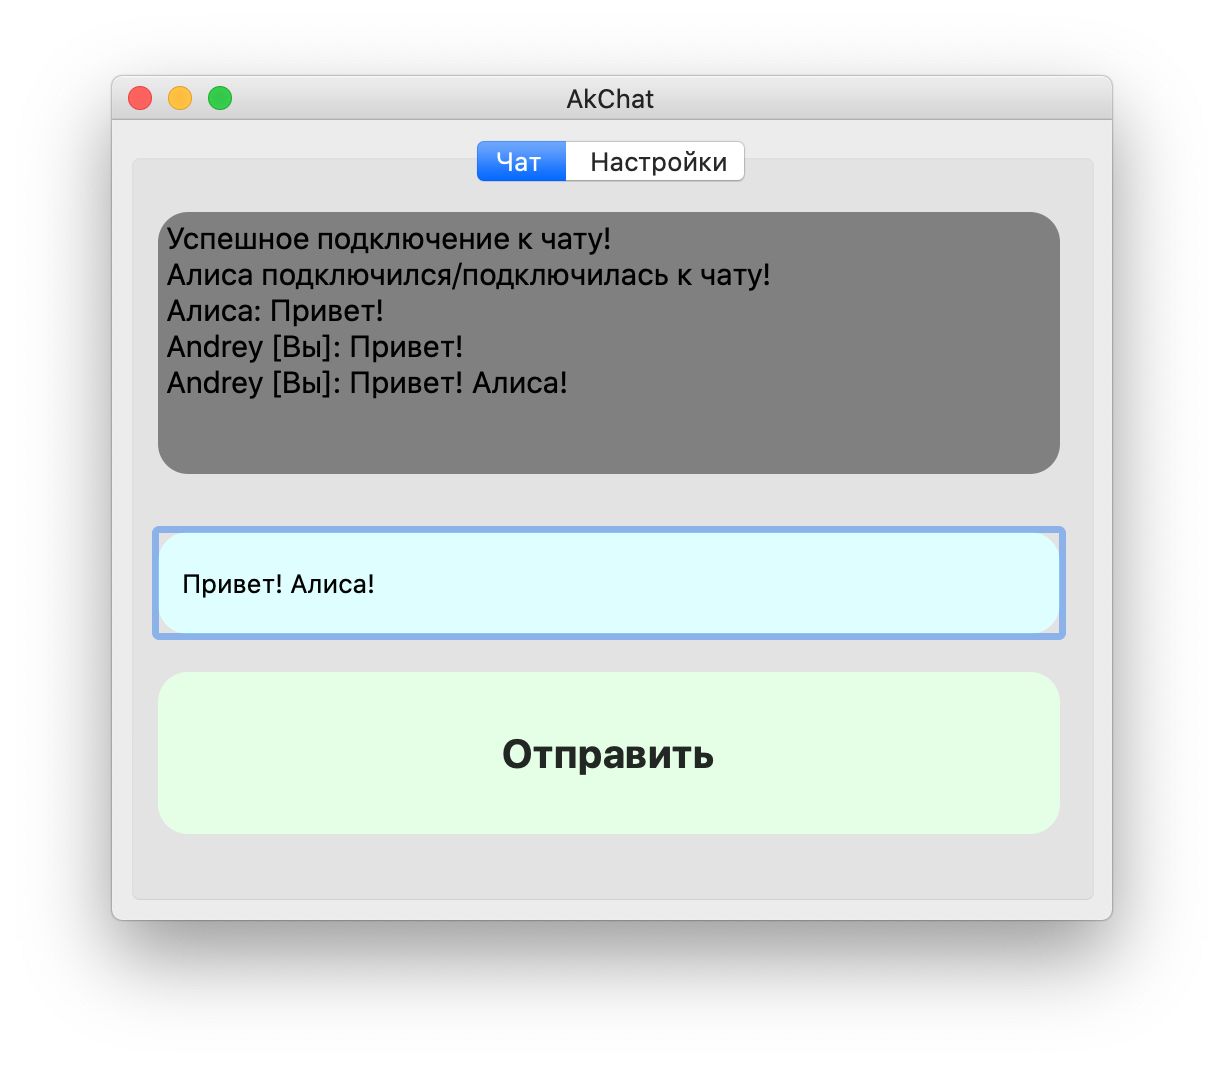 AkChat
Чат Настройки
Успешное подключение к чату!
Алиса подключился/подключилась к чату!
Алиса: Привет!
Andrey [Вы]: Привет!
Andrey [Вы]: Привет! Алиса!
Привет! Алиса!
Отправить